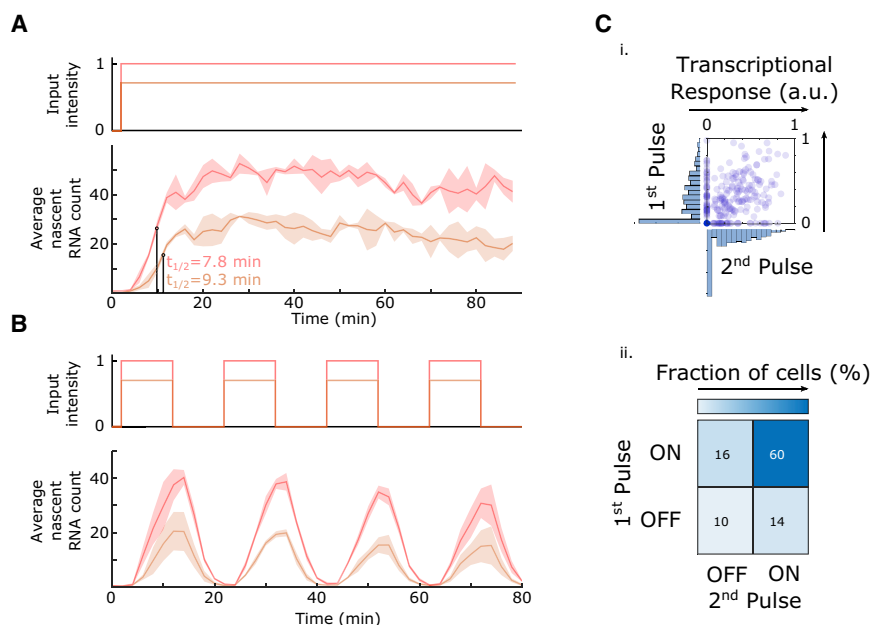 A
Input
intensity
1
0
Average
nascent
RNA count
40
20
t1/2=7.8 min
t1/2=9.3 min
0 20 40 60 80
Time (min)
B
Input
intensity
1
0
Average
nascent
RNA count
40
20
0 20 40 60 80
Time (min)
C
i.
Transcriptional
Response (a.u.)
0 1
1
0
1st Pulse
2nd Pulse
ii.
Fraction of cells (%)
1st Pulse
ON 16 60
OFF 10 14
OFF ON
2nd Pulse